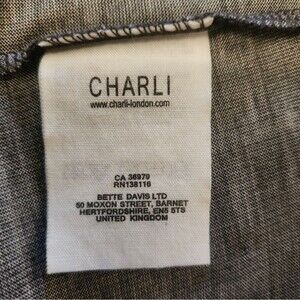 CHARLI
www.charli-london.com
CA 36979
RN138116
BETTE DAVIS LTD
50 MOXON STREET, BARNET
HERTFORDSHIRE, EN5 5TS
UNITED KINGDOM